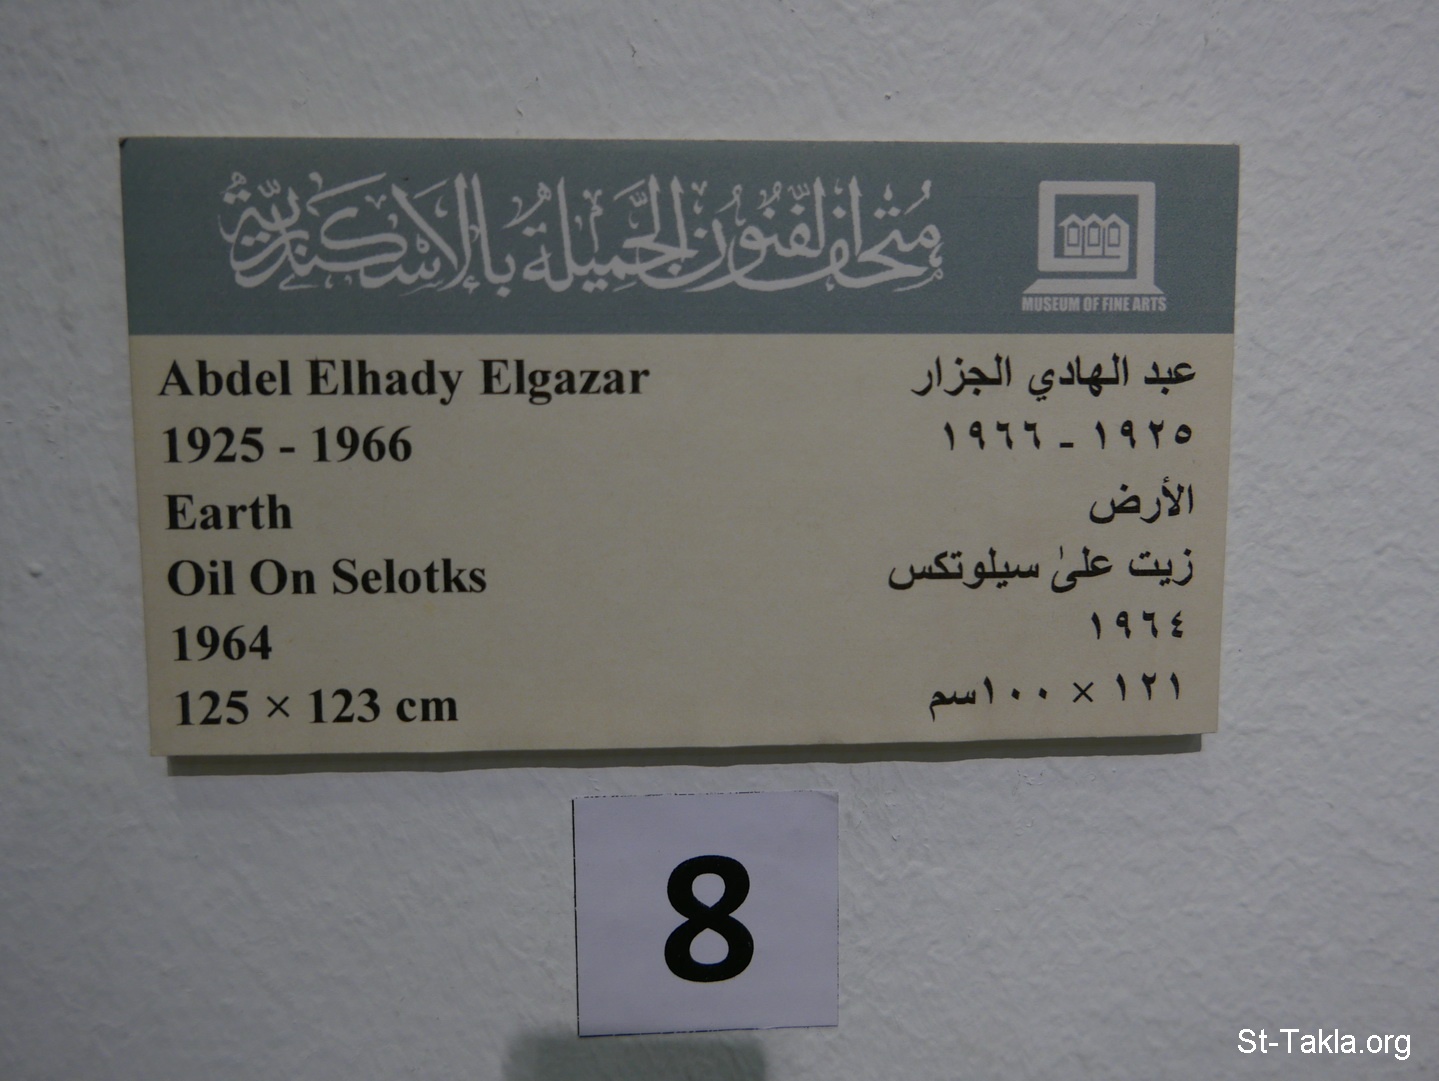 متحف الفنون الجميلة بالاسكندرية
MUSEUM OF FINE ARTS
Abdel Elhady Elgazar
1925 - 1966
Earth
Oil On Selotks
1964
125 × 123 cm
عبد الهادي الجزار
١٩٢٥ - ١٩٦٦
الأرض
زيت علىٰ سيلوتكس
١٩٦٤
١٢١ × ١٠٠سم
8
St-Takla.org